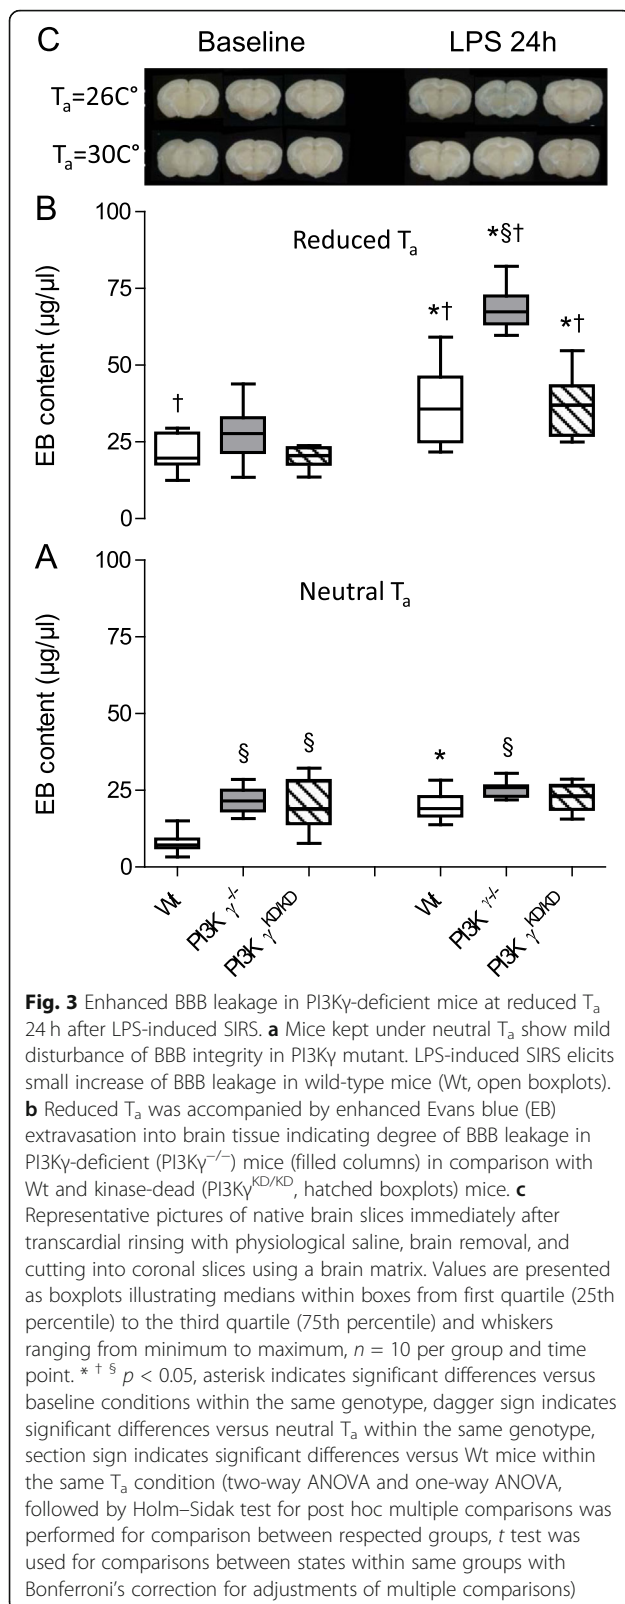 C Baseline LPS 24h
Tₐ=26C°
Tₐ=30C°
B
100
75
50
25
0
EB content (µg/µl)
Reduced Tₐ
†
*†
*§†
*†
A
100
75
50
25
0
EB content (µg/µl)
Neutral Tₐ
§
§
*
§
Wt
PI3K γ-/-
PI3K γKD/KD
Wt
PI3K γ-/-
PI3K γKD/KD
Fig. 3 Enhanced BBB leakage in PI3Kγ-deficient mice at reduced Tₐ
24 h after LPS-induced SIRS. a Mice kept under neutral Tₐ show mild
disturbance of BBB integrity in PI3Kγ mutant. LPS-induced SIRS elicits
small increase of BBB leakage in wild-type mice (Wt, open boxplots).
b Reduced Tₐ was accompanied by enhanced Evans blue (EB)
extravasation into brain tissue indicating degree of BBB leakage in
PI3Kγ-deficient (PI3Kγ−/−) mice (filled columns) in comparison with
Wt and kinase-dead (PI3KγKD/KD, hatched boxplots) mice. c
Representative pictures of native brain slices immediately after
transcardial rinsing with physiological saline, brain removal, and
cutting into coronal slices using a brain matrix. Values are presented
as boxplots illustrating medians within boxes from first quartile (25th
percentile) to the third quartile (75th percentile) and whiskers
ranging from minimum to maximum, n = 10 per group and time
point. * † § p < 0.05, asterisk indicates significant differences versus
baseline conditions within the same genotype, dagger sign indicates
significant differences versus neutral Tₐ within the same genotype,
section sign indicates significant differences versus Wt mice within
the same Tₐ condition (two-way ANOVA and one-way ANOVA,
followed by Holm–Sidak test for post hoc multiple comparisons was
performed for comparison between respected groups, t test was
used for comparisons between states within same groups with
Bonferroni's correction for adjustments of multiple comparisons)